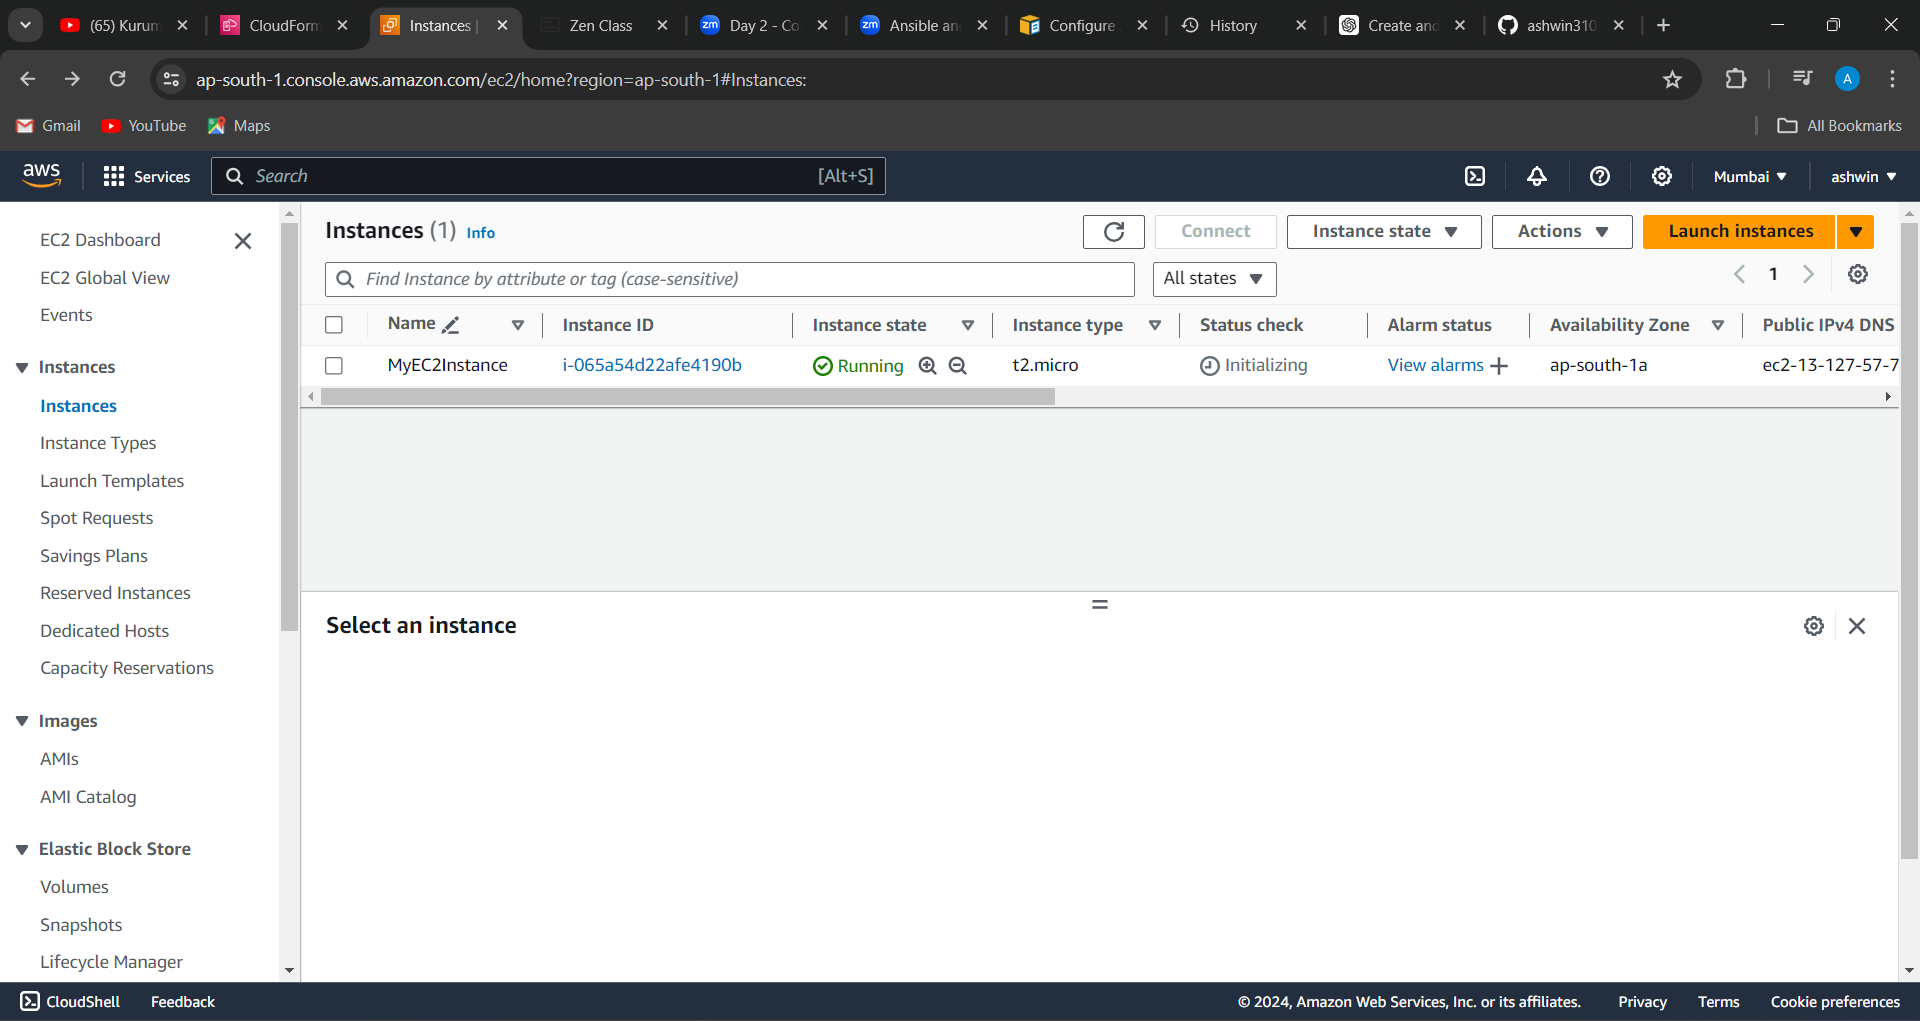 (65) Kurum
CloudForm
Instances |
Zen Class
zm Day 2 - Co
zm Ansible an
Configure
History
Create and
ashwin310
ap-south-1.console.aws.amazon.com/ec2/home?region=ap-south-1#Instances:
A
Gmail
YouTube
Maps
All Bookmarks
aws
Services
Search
[Alt+S]
Mumbai
ashwin
EC2 Dashboard
EC2 Global View
Events
Instances
Instances
Instance Types
Launch Templates
Spot Requests
Savings Plans
Reserved Instances
Dedicated Hosts
Capacity Reservations
Images
AMIs
AMI Catalog
Elastic Block Store
Volumes
Snapshots
Lifecycle Manager
Instances (1) Info
Connect
Instance state
Actions
Launch instances
Find Instance by attribute or tag (case-sensitive)
All states
1
Name
Instance ID
Instance state
Instance type
Status check
Alarm status
Availability Zone
Public IPv4 DNS
MyEC2Instance
i-065a54d22afe4190b
Running
t2.micro
Initializing
View alarms
ap-south-1a
ec2-13-127-57-7
Select an instance
CloudShell
Feedback
© 2024, Amazon Web Services, Inc. or its affiliates.
Privacy
Terms
Cookie preferences